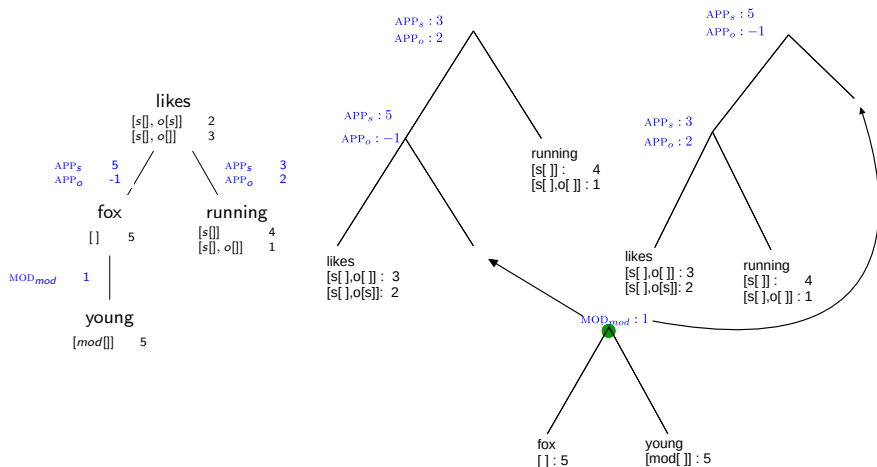 likes
[s[], o[s]] 2
[s[], o[]] 3
APPs 5
APPo -1
APPs 3
APPo 2
fox
[ ] 5
running
[s[]] 4
[s[], o[]] 1
MODmod 1
young
[mod[]] 5
APPs : 3
APPo : 2
APPs : 5
APPo : −1
running
[s[ ]] : 4
[s[ ],o[ ]] : 1
likes
[s[ ],o[ ]] : 3
[s[ ],o[s]]: 2
APPs : 5
APPo : −1
APPs : 3
APPo : 2
likes
[s[ ],o[ ]] : 3
[s[ ],o[s]]: 2
running
[s[ ]] : 4
[s[ ],o[ ]] : 1
MODmod : 1
fox
[ ] : 5
young
[mod[ ]] : 5